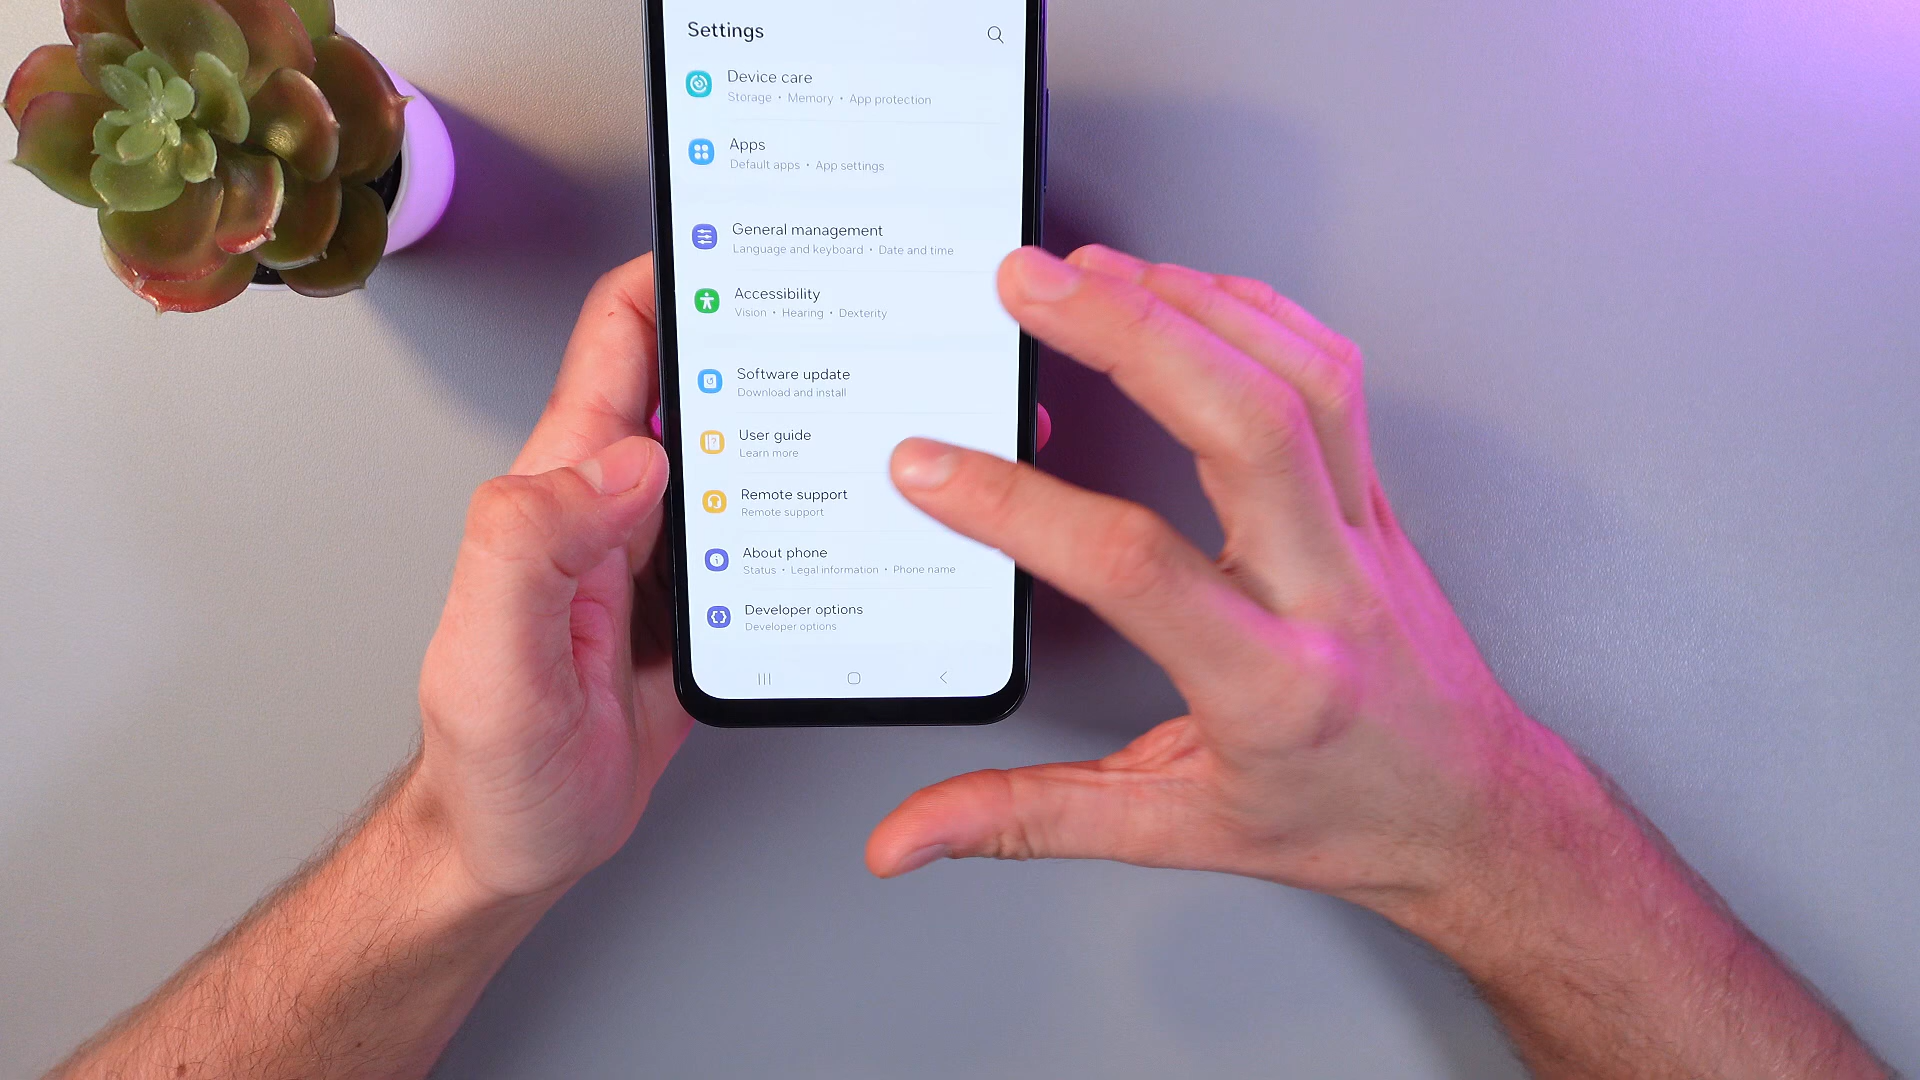 Settings
Device care
Storage • Memory • App protection
Apps
Default apps • App settings
General management
Language and keyboard • Date and time
Accessibility
Vision • Hearing • Dexterity
Software update
Download and install
User guide
Learn more
Remote support
Remote support
About phone
Status • Legal information • Phone name
Developer options
Developer options